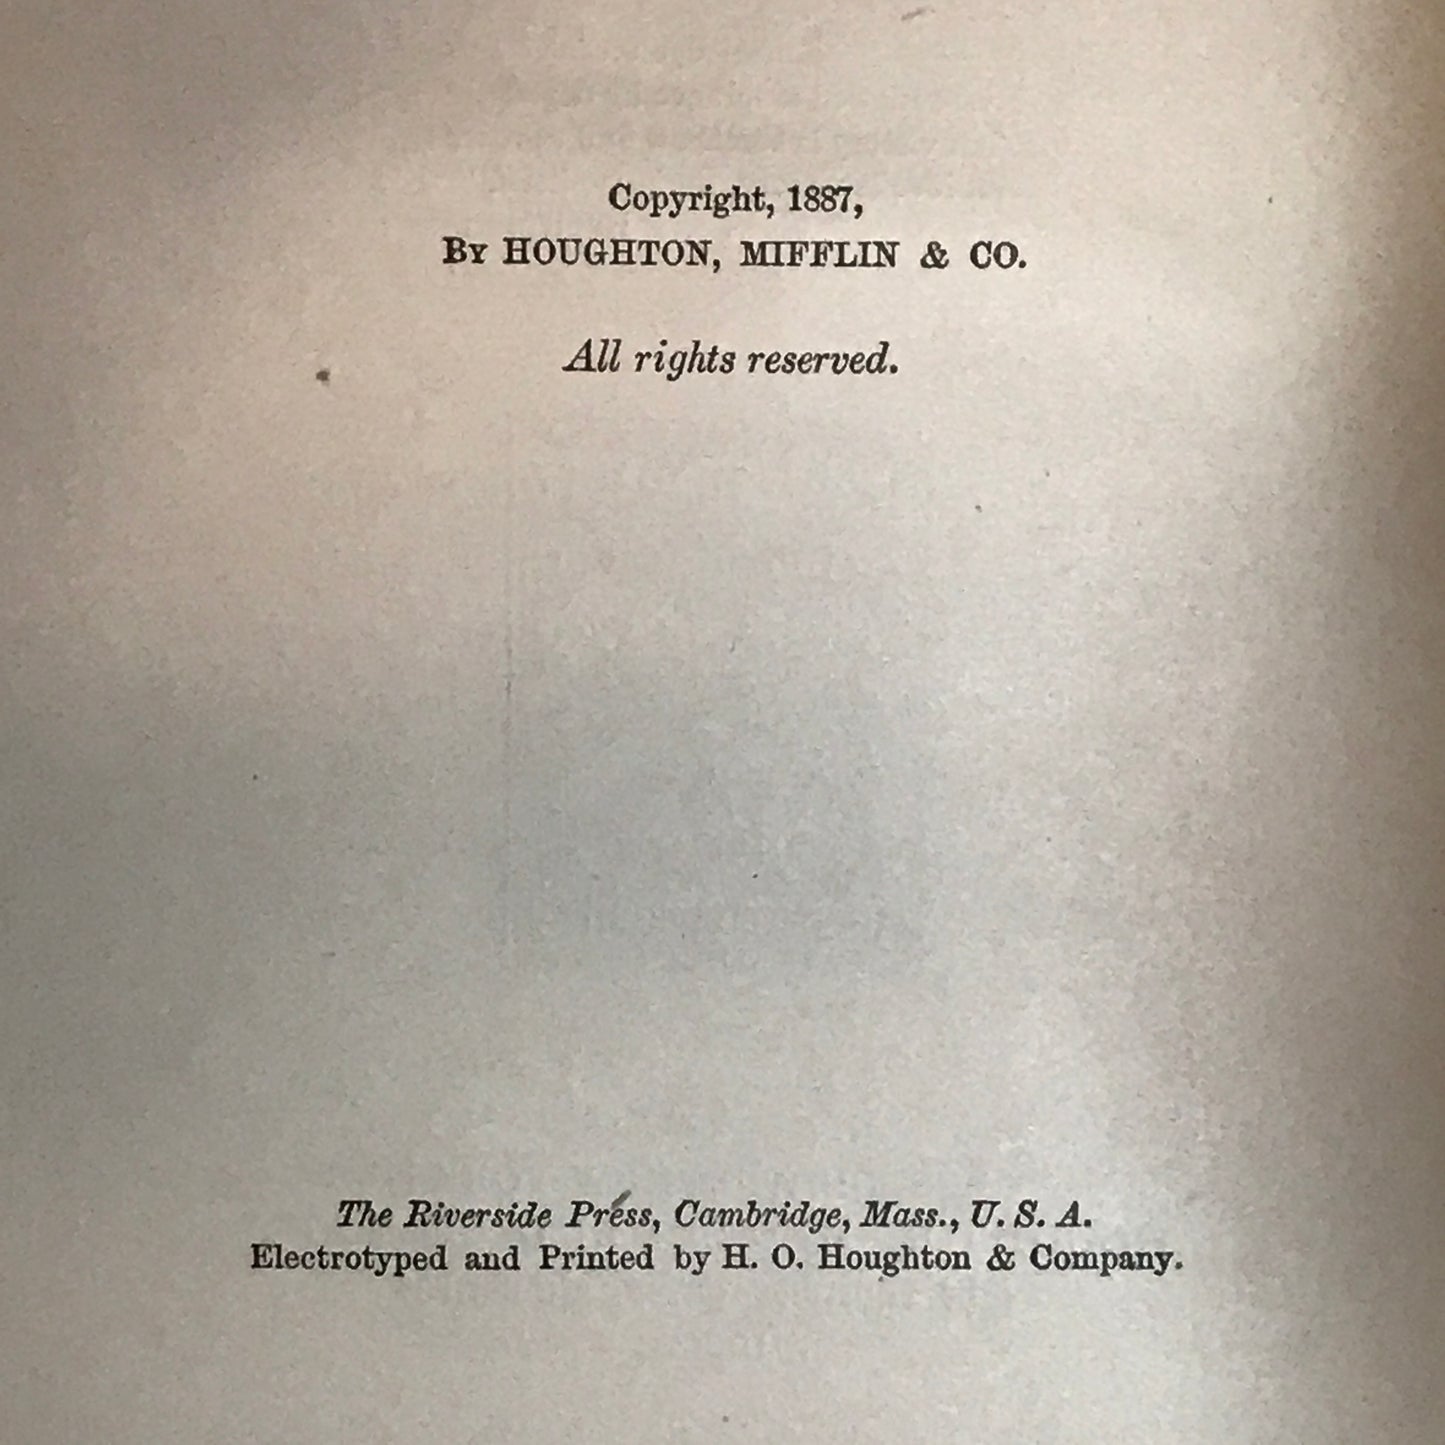 Copyright, 1887,
By HOUGHTON, MIFFLIN & CO.
All rights reserved.
The Riverside Press, Cambridge, Mass., U. S. A.
Electrotyped and Printed by H. O. Houghton & Company.